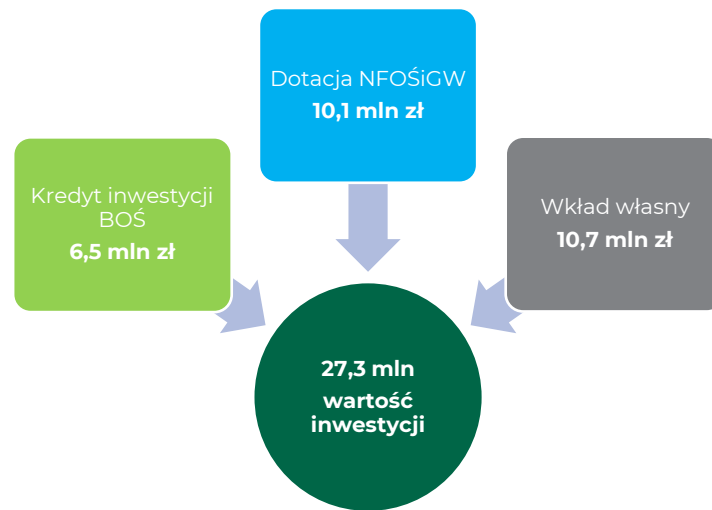 Dotacja NFOŚiGW
10,1 mln zł
Kredyt inwestycji
BOŚ
6,5 mln zł
Wkład własny
10,7 mln zł
27,3 mln
wartość
inwestycji